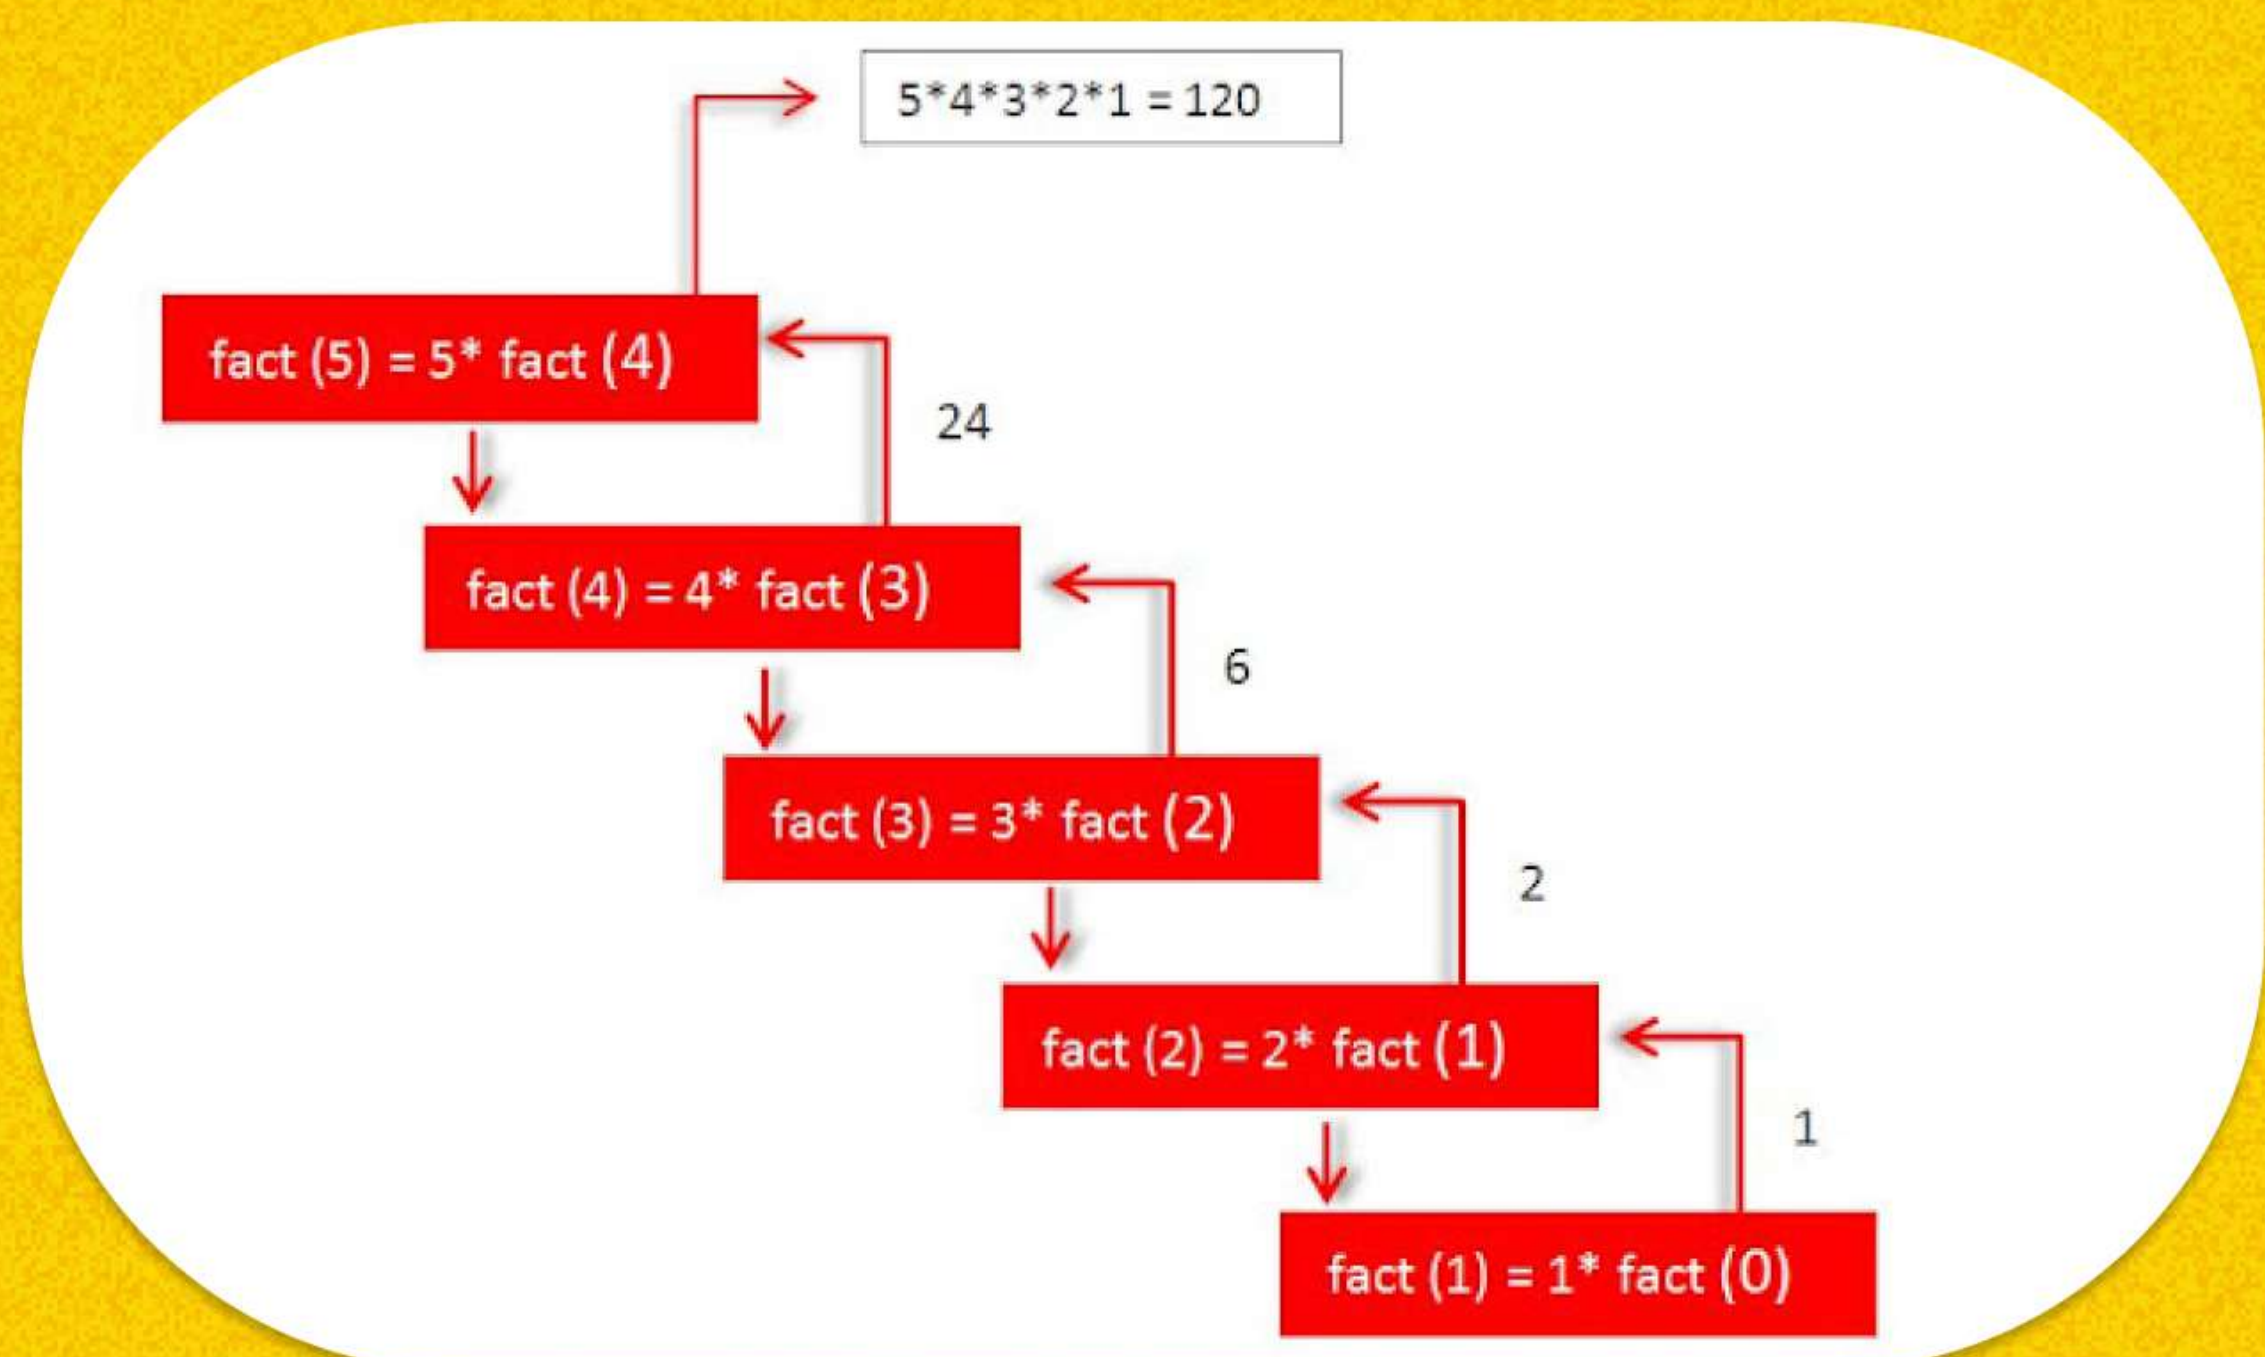 5*4*3*2*1 = 120
fact (5) = 5* fact (4)
24
fact (4) = 4* fact (3)
6
fact (3) = 3* fact (2)
2
fact (2) = 2* fact (1)
1
fact (1) = 1* fact (0)